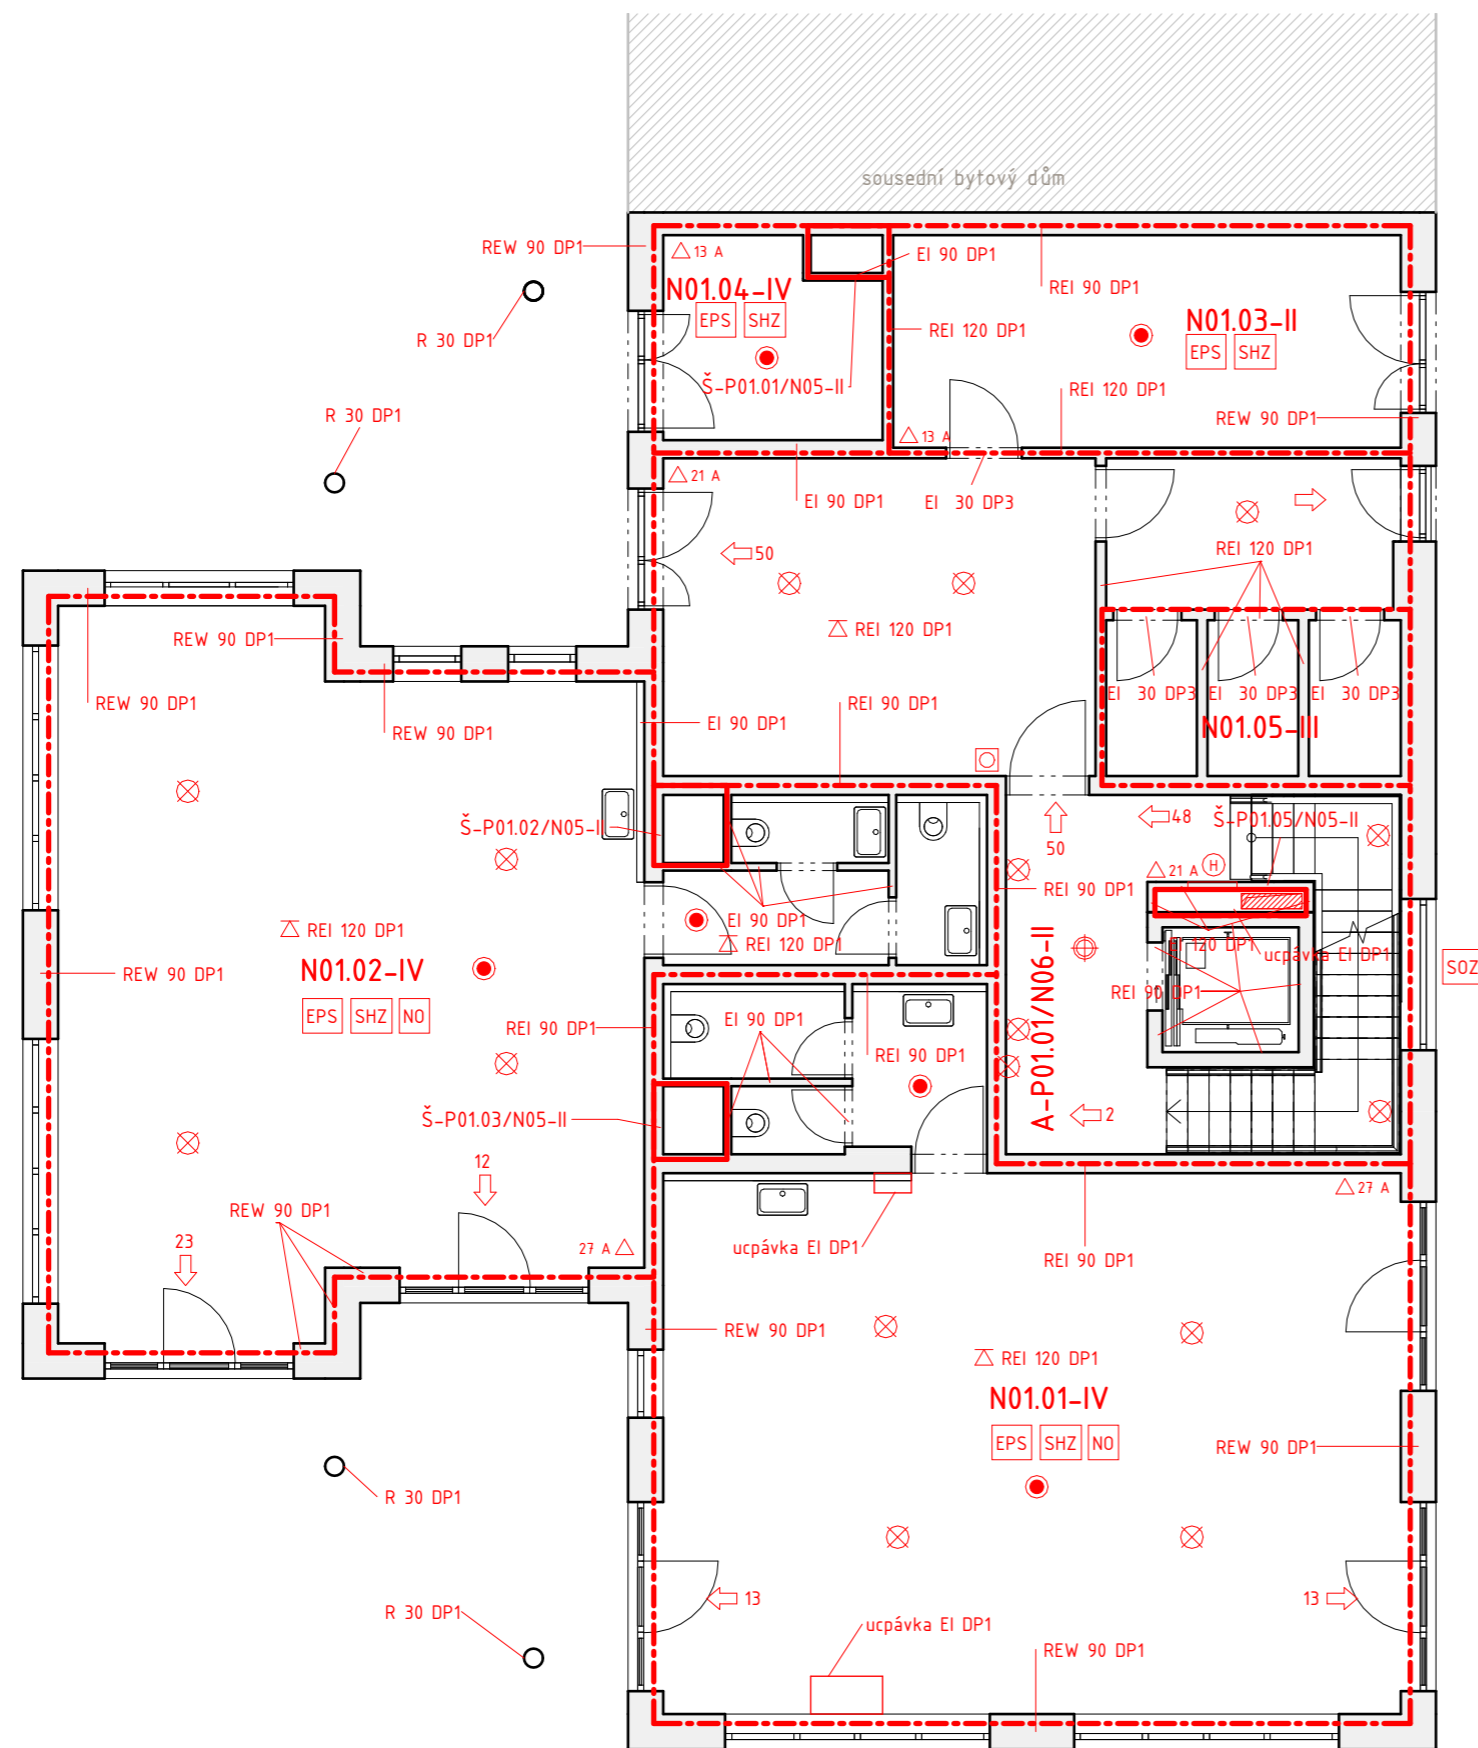 sousední bytový dům
REW 90 DP1
13 A
EI 90 DP1
N01.04-IV
EPS SHZ
R 30 DP1
REI 90 DP1
N01.03-II
EPS SHZ
REI 120 DP1
Š-P01.01/N05-II
REI 120 DP1
R 30 DP1
REW 90 DP1
13 A
21 A
EI 90 DP1
EI 30 DP3
50
REI 120 DP1
REI 120 DP1
REW 90 DP1
REW 90 DP1
REW 90 DP1
EI 90 DP1
REI 90 DP1
EI 30 DP3
EI 30 DP3
EI 30 DP3
N01.05-III
Š-P01.02/N05-II
50
48
Š-P01.05/N05-II
21 A
H
REI 90 DP1
EI 90 DP1
REI 120 DP1
REI 120 DP1
120 DP1
ucpávka EI DP1
N01.02-IV
REW 90 DP1
EPS SHZ NO
SOZ
REI 90 DP1
A-P01.01/N06-II
REI 90 DP1
EI 90 DP1
REI 90 DP1
Š-P01.03/N05-II
2
12
27 A
REW 90 DP1
23
27 A
ucpávka EI DP1
REI 90 DP1
REW 90 DP1
REI 120 DP1
N01.01-IV
EPS SHZ NO
REW 90 DP1
R 30 DP1
13
13
R 30 DP1
ucpávka EI DP1
REW 90 DP1